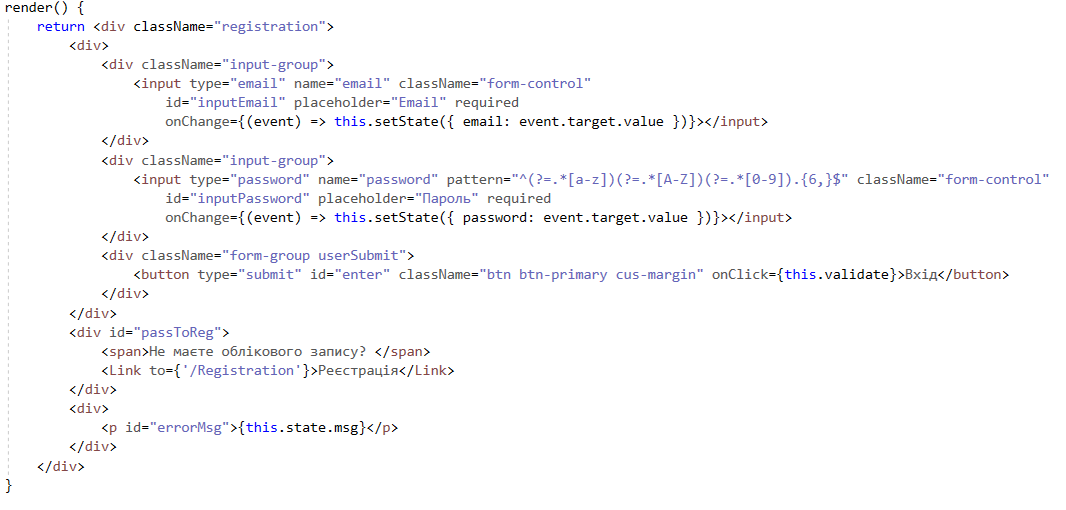 render() {
    return <div className="registration">
        <div>
            <div className="input-group">
                <input type="email" name="email" className="form-control"
                    id="inputEmail" placeholder="Email" required
                    onChange={(event) => this.setState({ email: event.target.value })}></input>
            </div>
            <div className="input-group">
                <input type="password" name="password" pattern="^(?=.*[a-z])(?=.*[A-Z])(?=.*[0-9]).{6,}$" className="form-control"
                    id="inputPassword" placeholder="Пароль" required
                    onChange={(event) => this.setState({ password: event.target.value })}></input>
            </div>
            <div className="form-group userSubmit">
                <button type="submit" id="enter" className="btn btn-primary cus-margin" onClick={this.validate}>Вхід</button>
            </div>
        </div>
        <div id="passToReg">
            <span>Не маєте облікового запису? </span>
            <Link to={'/Registration'}>Реєстрація</Link>
        </div>
        <div>
            <p id="errorMsg">{this.state.msg}</p>
        </div>
    </div>
}